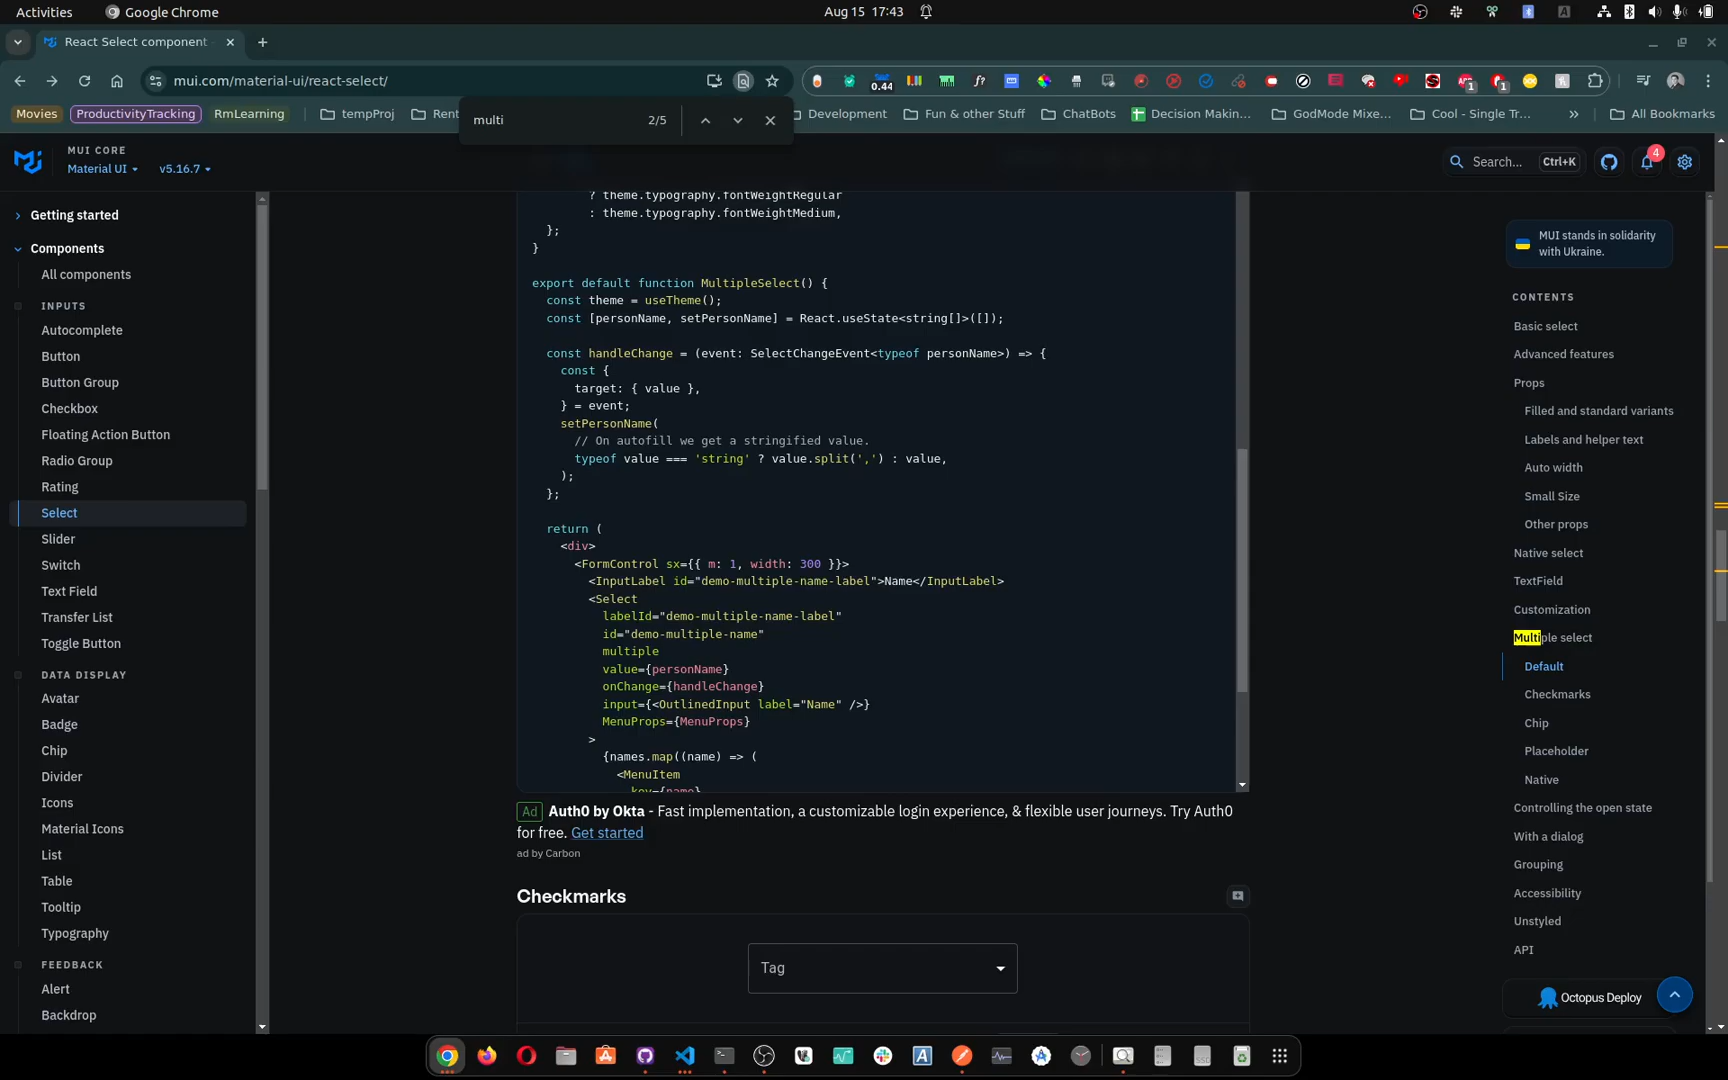 Activities
Google Chrome
Aug 15 17:43
React Select component
mui.com/material-ui/react-select/
0.44
1
1
Movies
ProductivityTracking
RmLearning
tempProj
Rent
multi
2/5
Development
Fun & other Stuff
ChatBots
Decision Making...
GodMode Mixe...
Cool - Single Tr...
»
All Bookmarks
MUI CORE
Material UI
v5.16.7
Search...
Ctrl+K
4
Getting started
Components
All components
INPUTS
Autocomplete
Button
Button Group
Checkbox
Floating Action Button
Radio Group
Rating
Select
Slider
Switch
Text Field
Transfer List
Toggle Button
DATA DISPLAY
Avatar
Badge
Chip
Divider
Icons
Material Icons
List
Table
Tooltip
Typography
FEEDBACK
Alert
Backdrop
? theme.typography.fontWeightRegular
: theme.typography.fontWeightMedium,
};
}
export default function MultipleSelect() {
const theme = useTheme();
const [personName, setPersonName] = React.useState<string[]>([]);
const handleChange = (event: SelectChangeEvent<typeof personName>) => {
const {
target: { value },
} = event;
setPersonName(
// On autofill we get a stringified value.
typeof value === 'string' ? value.split(',') : value,
);
};
return (
<div>
<FormControl sx={{ m: 1, width: 300 }}>
<InputLabel id="demo-multiple-name-label">Name</InputLabel>
<Select
labelId="demo-multiple-name-label"
id="demo-multiple-name"
multiple
value={personName}
onChange={handleChange}
input={<OutlinedInput label="Name" />}
MenuProps={MenuProps}
>
{names.map((name) => (
<MenuItem
key={name}
Ad Auth0 by Okta - Fast implementation, a customizable login experience, & flexible user journeys. Try Auth0
for free. Get started
ad by Carbon
Checkmarks
Tag
MUI stands in solidarity
with Ukraine.
CONTENTS
Basic select
Advanced features
Props
Filled and standard variants
Labels and helper text
Auto width
Small Size
Other props
Native select
TextField
Customization
Multiple select
Default
Checkmarks
Chip
Placeholder
Native
Controlling the open state
With a dialog
Grouping
Accessibility
Unstyled
API
Octopus Deploy